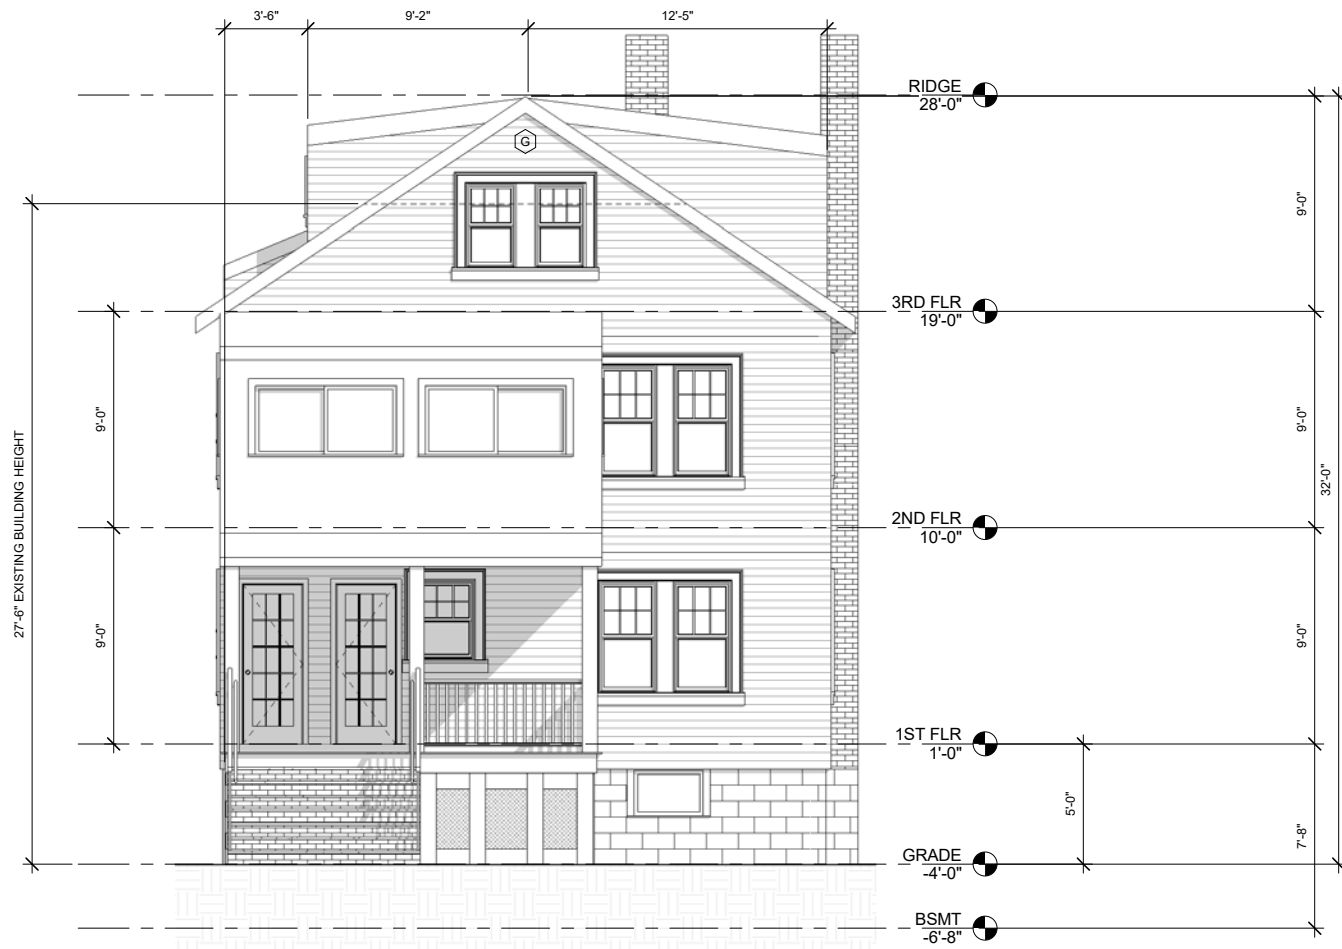 3'-6"
9'-2"
12'-5"
RIDGE
28'-0"
G
9'-0"
3RD FLR
19'-0"
9'-0"
9'-0"
32'-0"
27'-6" EXISTING BUILDING HEIGHT
2ND FLR
10'-0"
9'-0"
9'-0"
1ST FLR
1'-0"
5'-0"
7'-8"
GRADE
-4'-0"
BSMT
-6'-8"